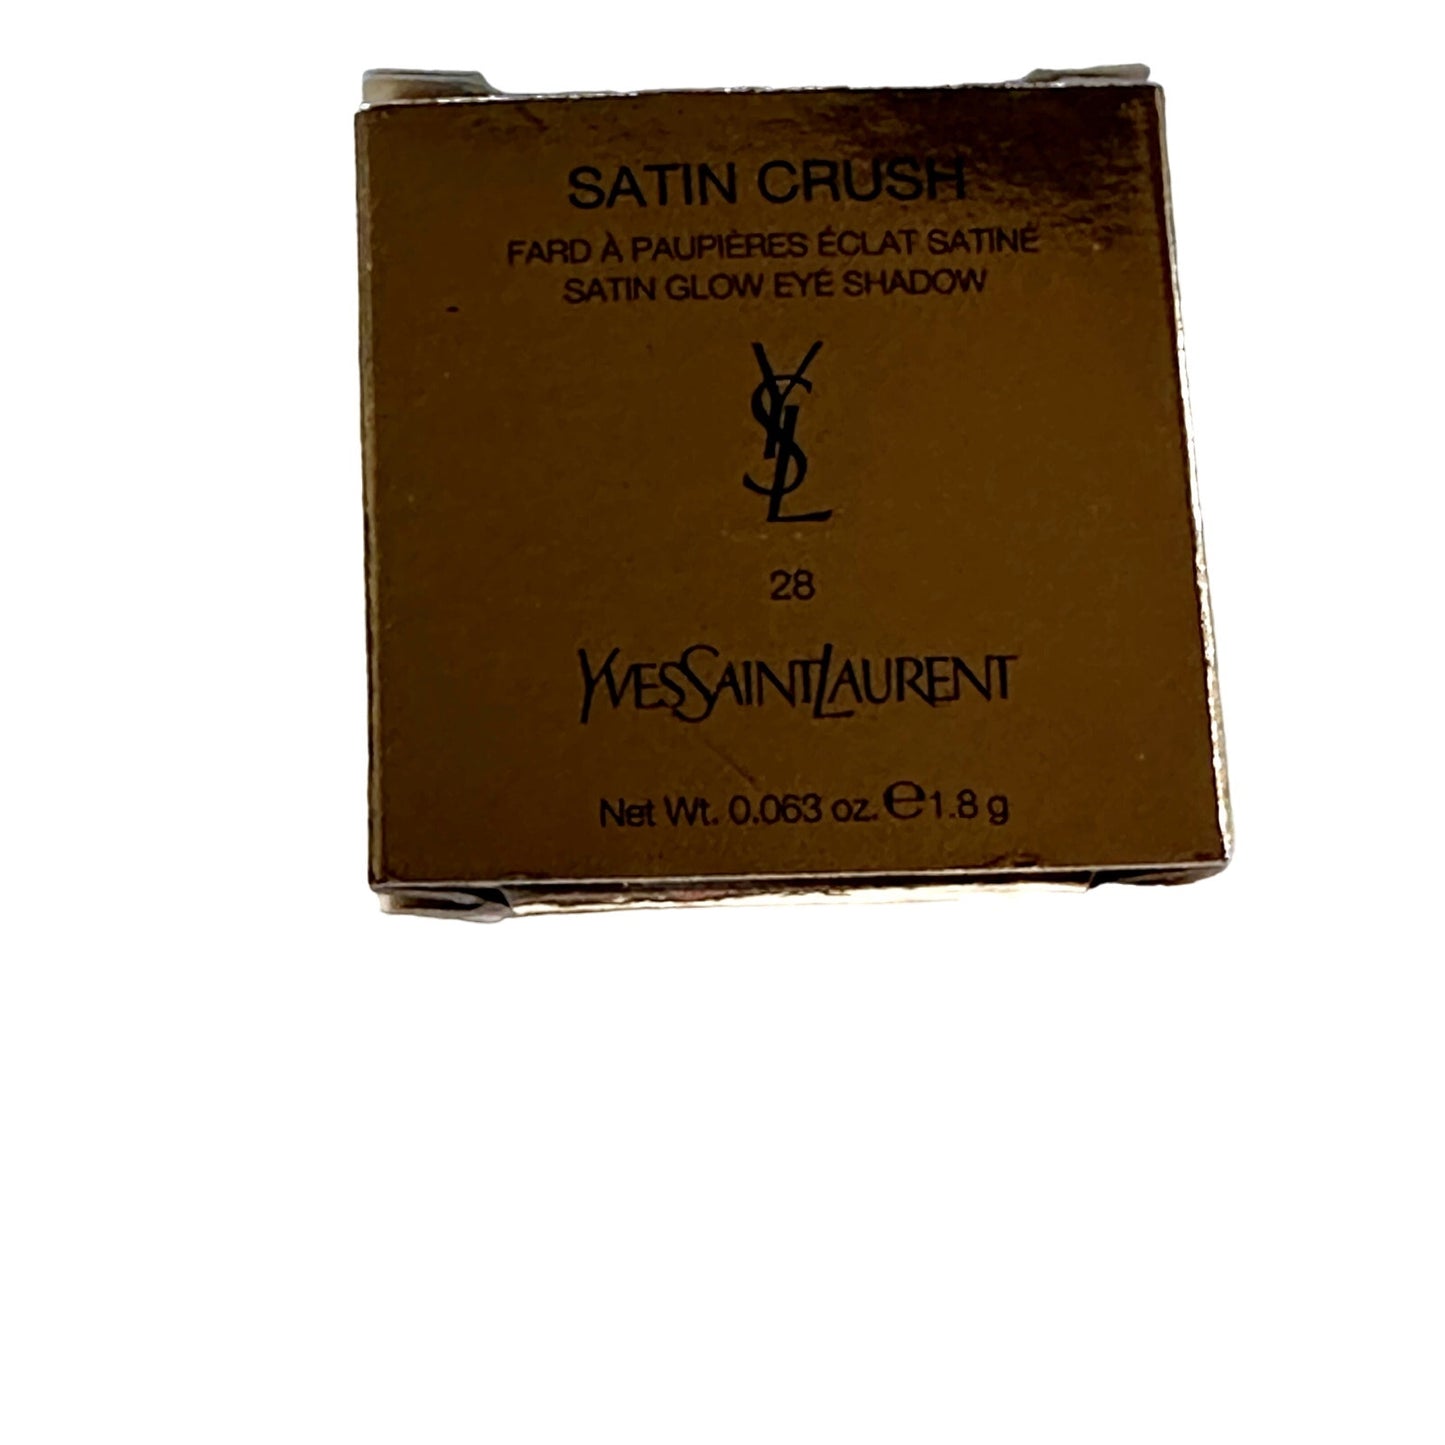 SATIN CRUSH
FARD À PAUPIÈRES ÉCLAT SATINÉ
SATIN GLOW EYE SHADOW
YSL
28
YVESSAINTLAURENT
Net Wt. 0.063 oz. ℮ 1.8 g